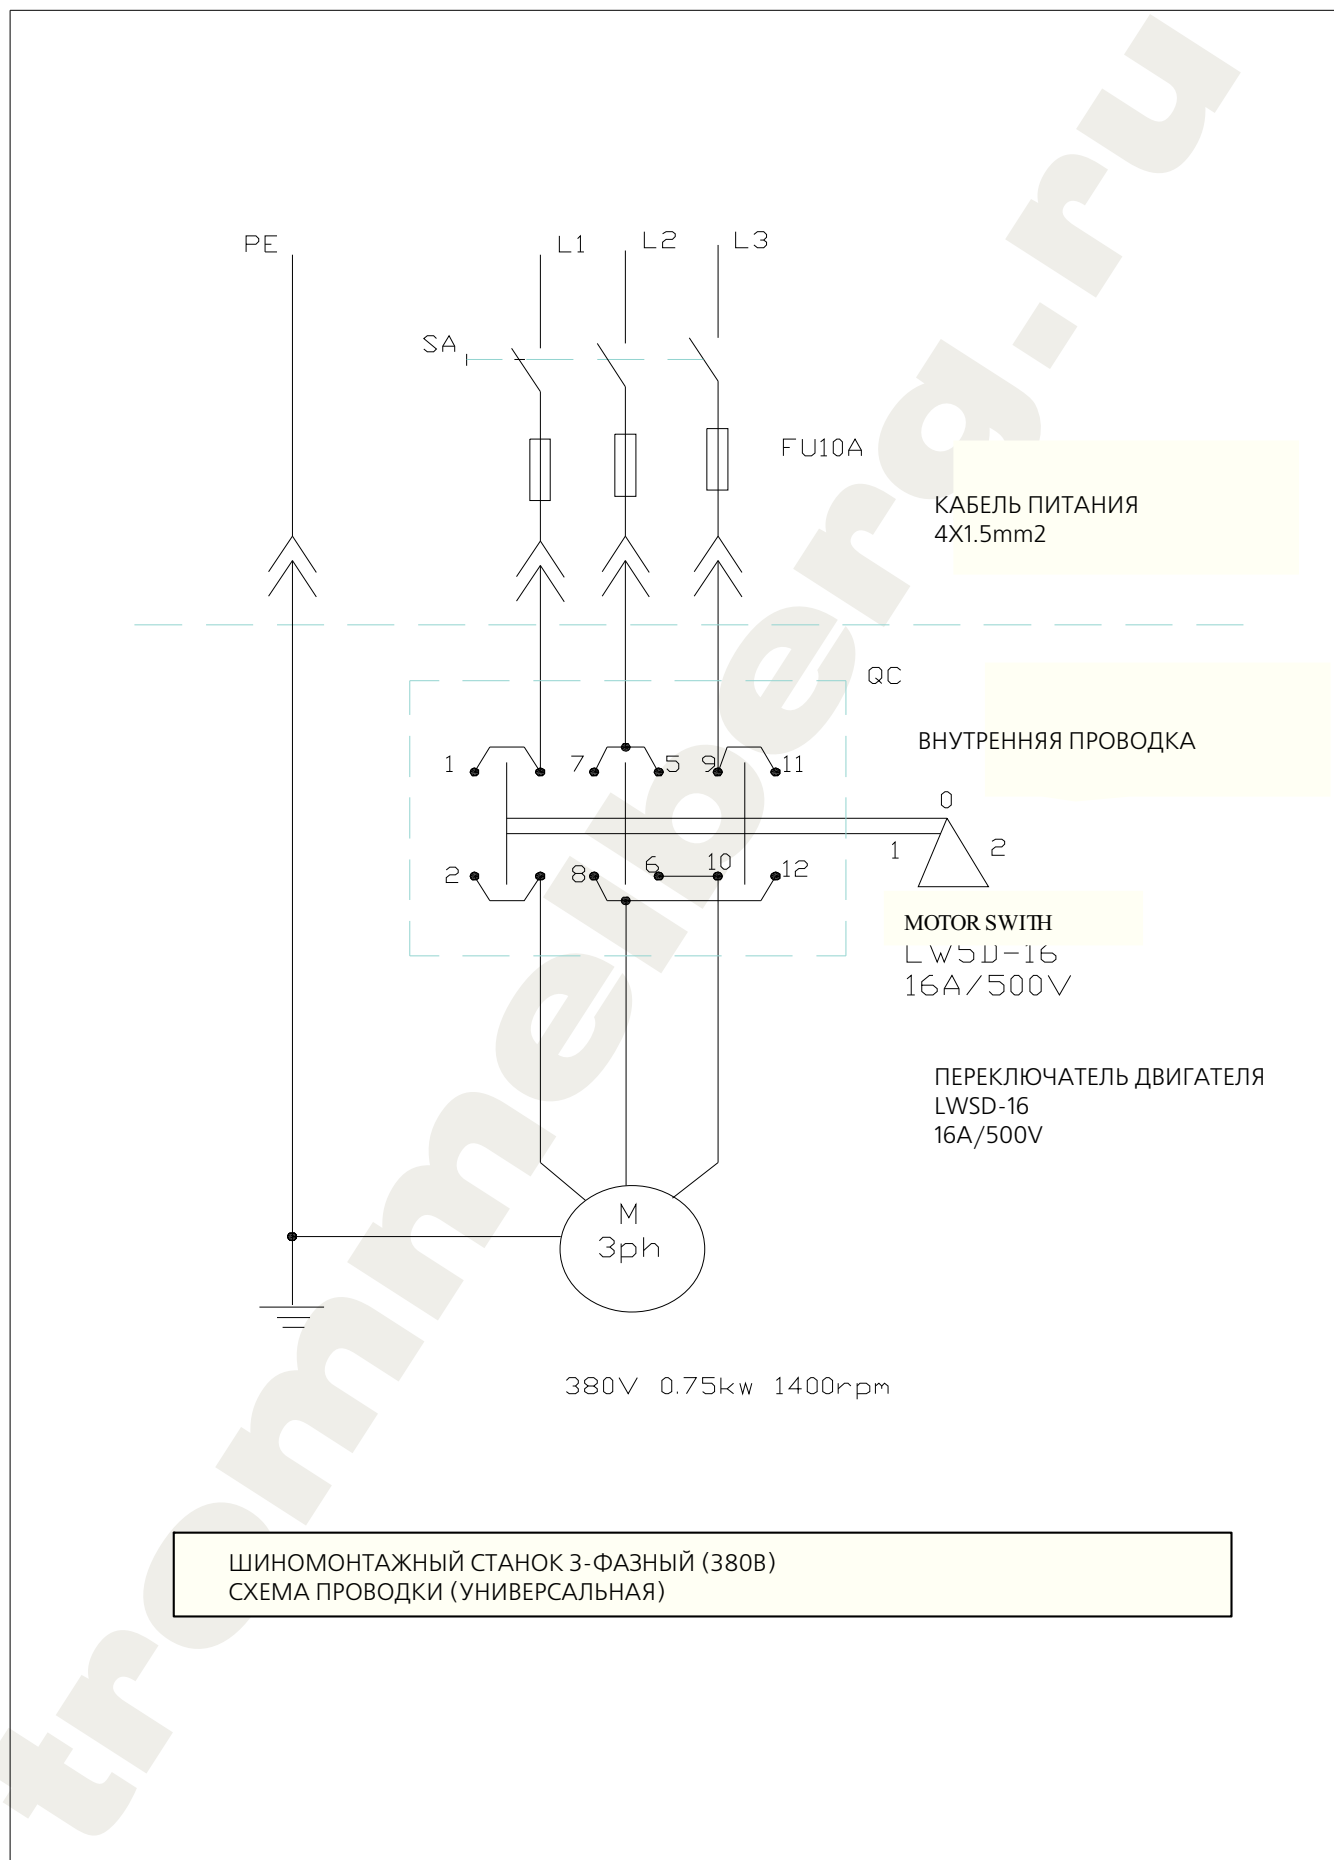 PE
L1
L2
L3
SA
FU10A
КАБЕЛЬ ПИТАНИЯ
4X1.5mm2
QC
ВНУТРЕННЯЯ ПРОВОДКА
1
7
5
9
11
0
1
2
2
8
6
10
12
MOTOR SWITH
LW5D-16
16A/500V
ПЕРЕКЛЮЧАТЕЛЬ ДВИГАТЕЛЯ
LWSD-16
16A/500V
M
3ph
380V 0.75kw 1400rpm
ШИНОМОНТАЖНЫЙ СТАНОК 3-ФАЗНЫЙ (380В)
СХЕМА ПРОВОДКИ (УНИВЕРСАЛЬНАЯ)
trommelberg.ru